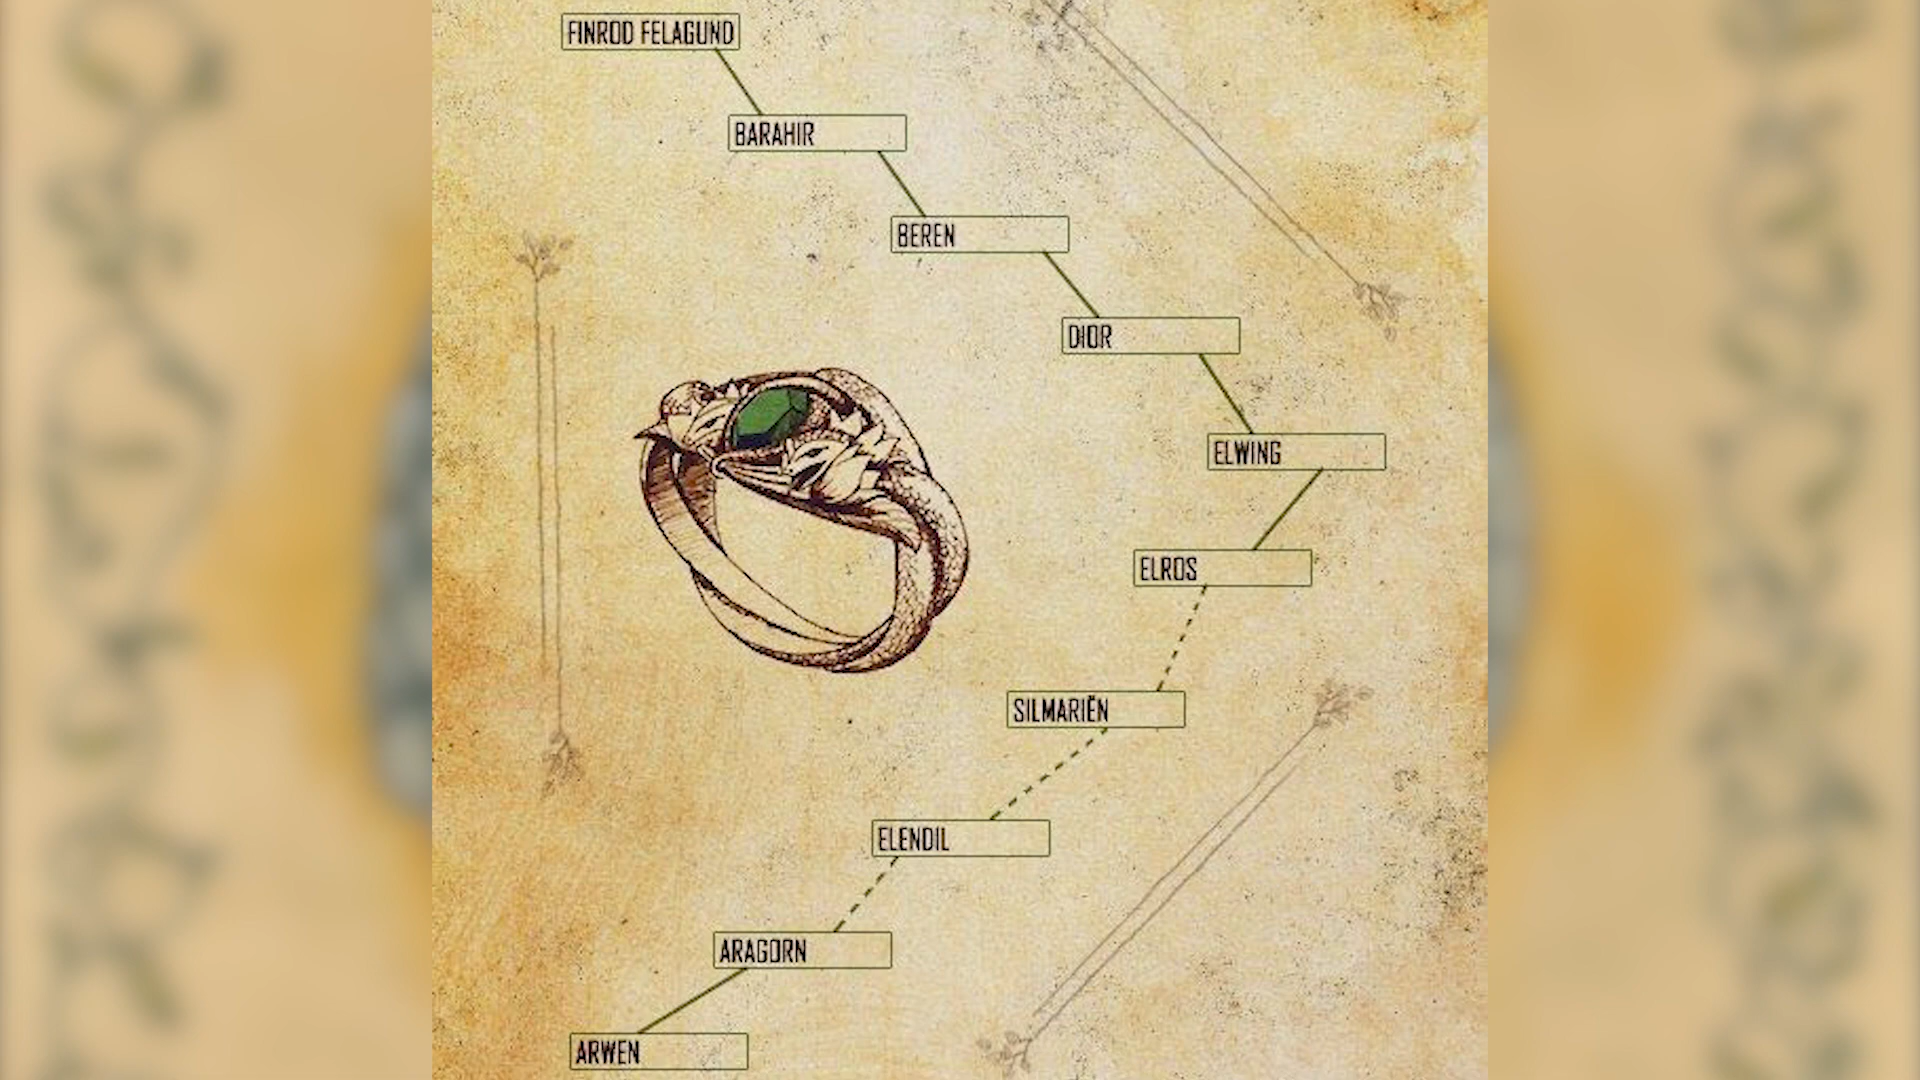 FINROD FELAGUND
BARAHIR
BEREN
DIOR
ELWING
ELROS
SILMARIËN
ELENDIL
ARAGORN
ARWEN